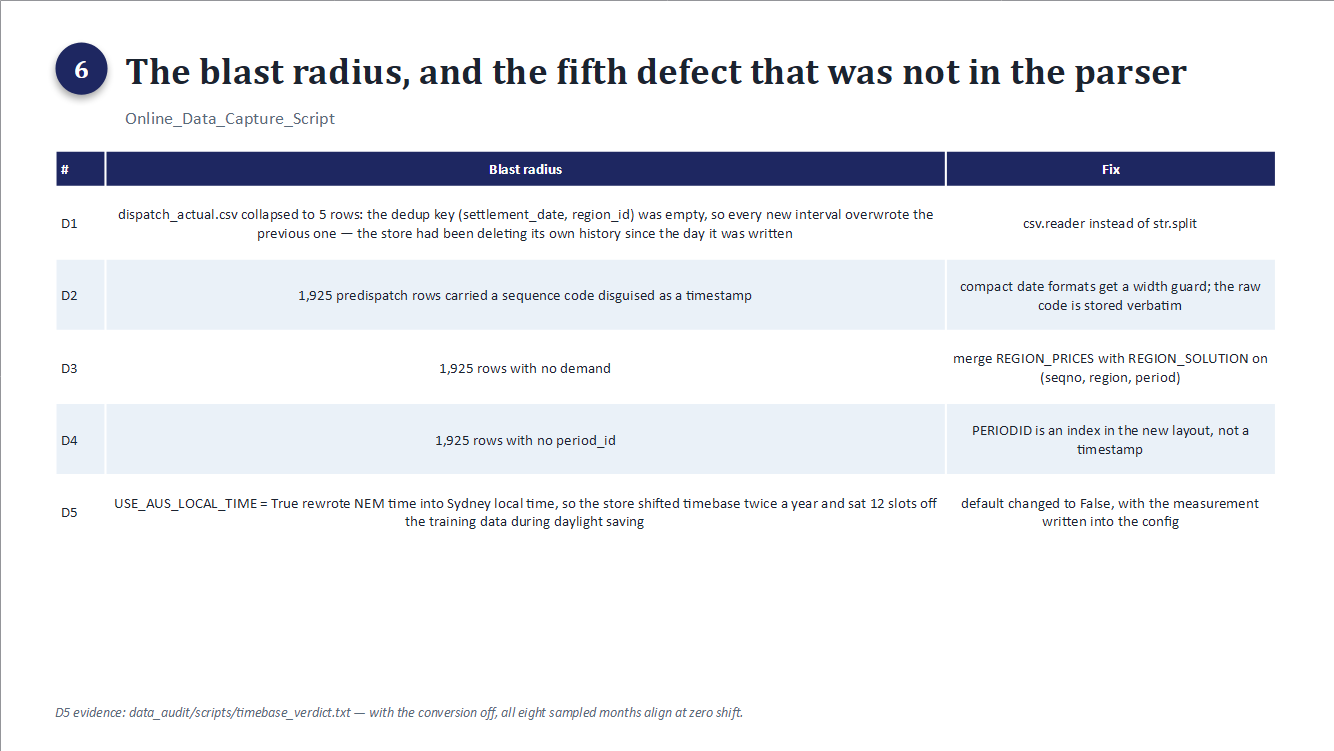 6
The blast radius, and the fifth defect that was not in the parser
Online_Data_Capture_Script
# Blast radius Fix
D1
dispatch_actual.csv collapsed to 5 rows: the dedup key (settlement_date, region_id) was empty, so every new interval overwrote the
previous one — the store had been deleting its own history since the day it was written
csv.reader instead of str.split
D2
1,925 predispatch rows carried a sequence code disguised as a timestamp
compact date formats get a width guard; the raw
code is stored verbatim
D3
1,925 rows with no demand
merge REGION_PRICES with REGION_SOLUTION on
(seqno, region, period)
D4
1,925 rows with no period_id
PERIODID is an index in the new layout, not a
timestamp
D5
USE_AUS_LOCAL_TIME = True rewrote NEM time into Sydney local time, so the store shifted timebase twice a year and sat 12 slots off
the training data during daylight saving
default changed to False, with the measurement
written into the config
D5 evidence: data_audit/scripts/timebase_verdict.txt — with the conversion off, all eight sampled months align at zero shift.